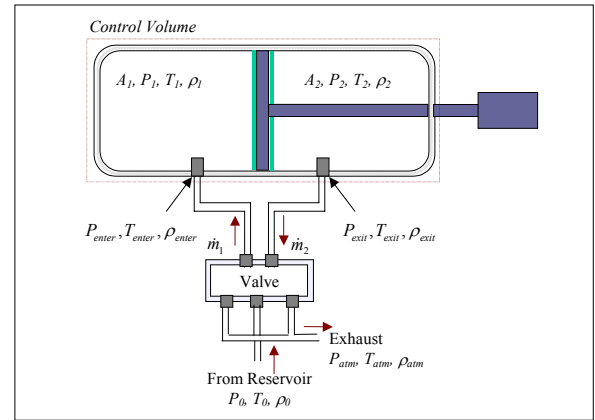 Control Volume
A1, P1, T1, ρ1
A2, P2, T2, ρ2
Penter, Tenter, ρenter
ṁ1
ṁ2
Pexit, Texit, ρexit
Valve
Exhaust
Patm, Tatm, ρatm
From Reservoir
P0, T0, ρ0